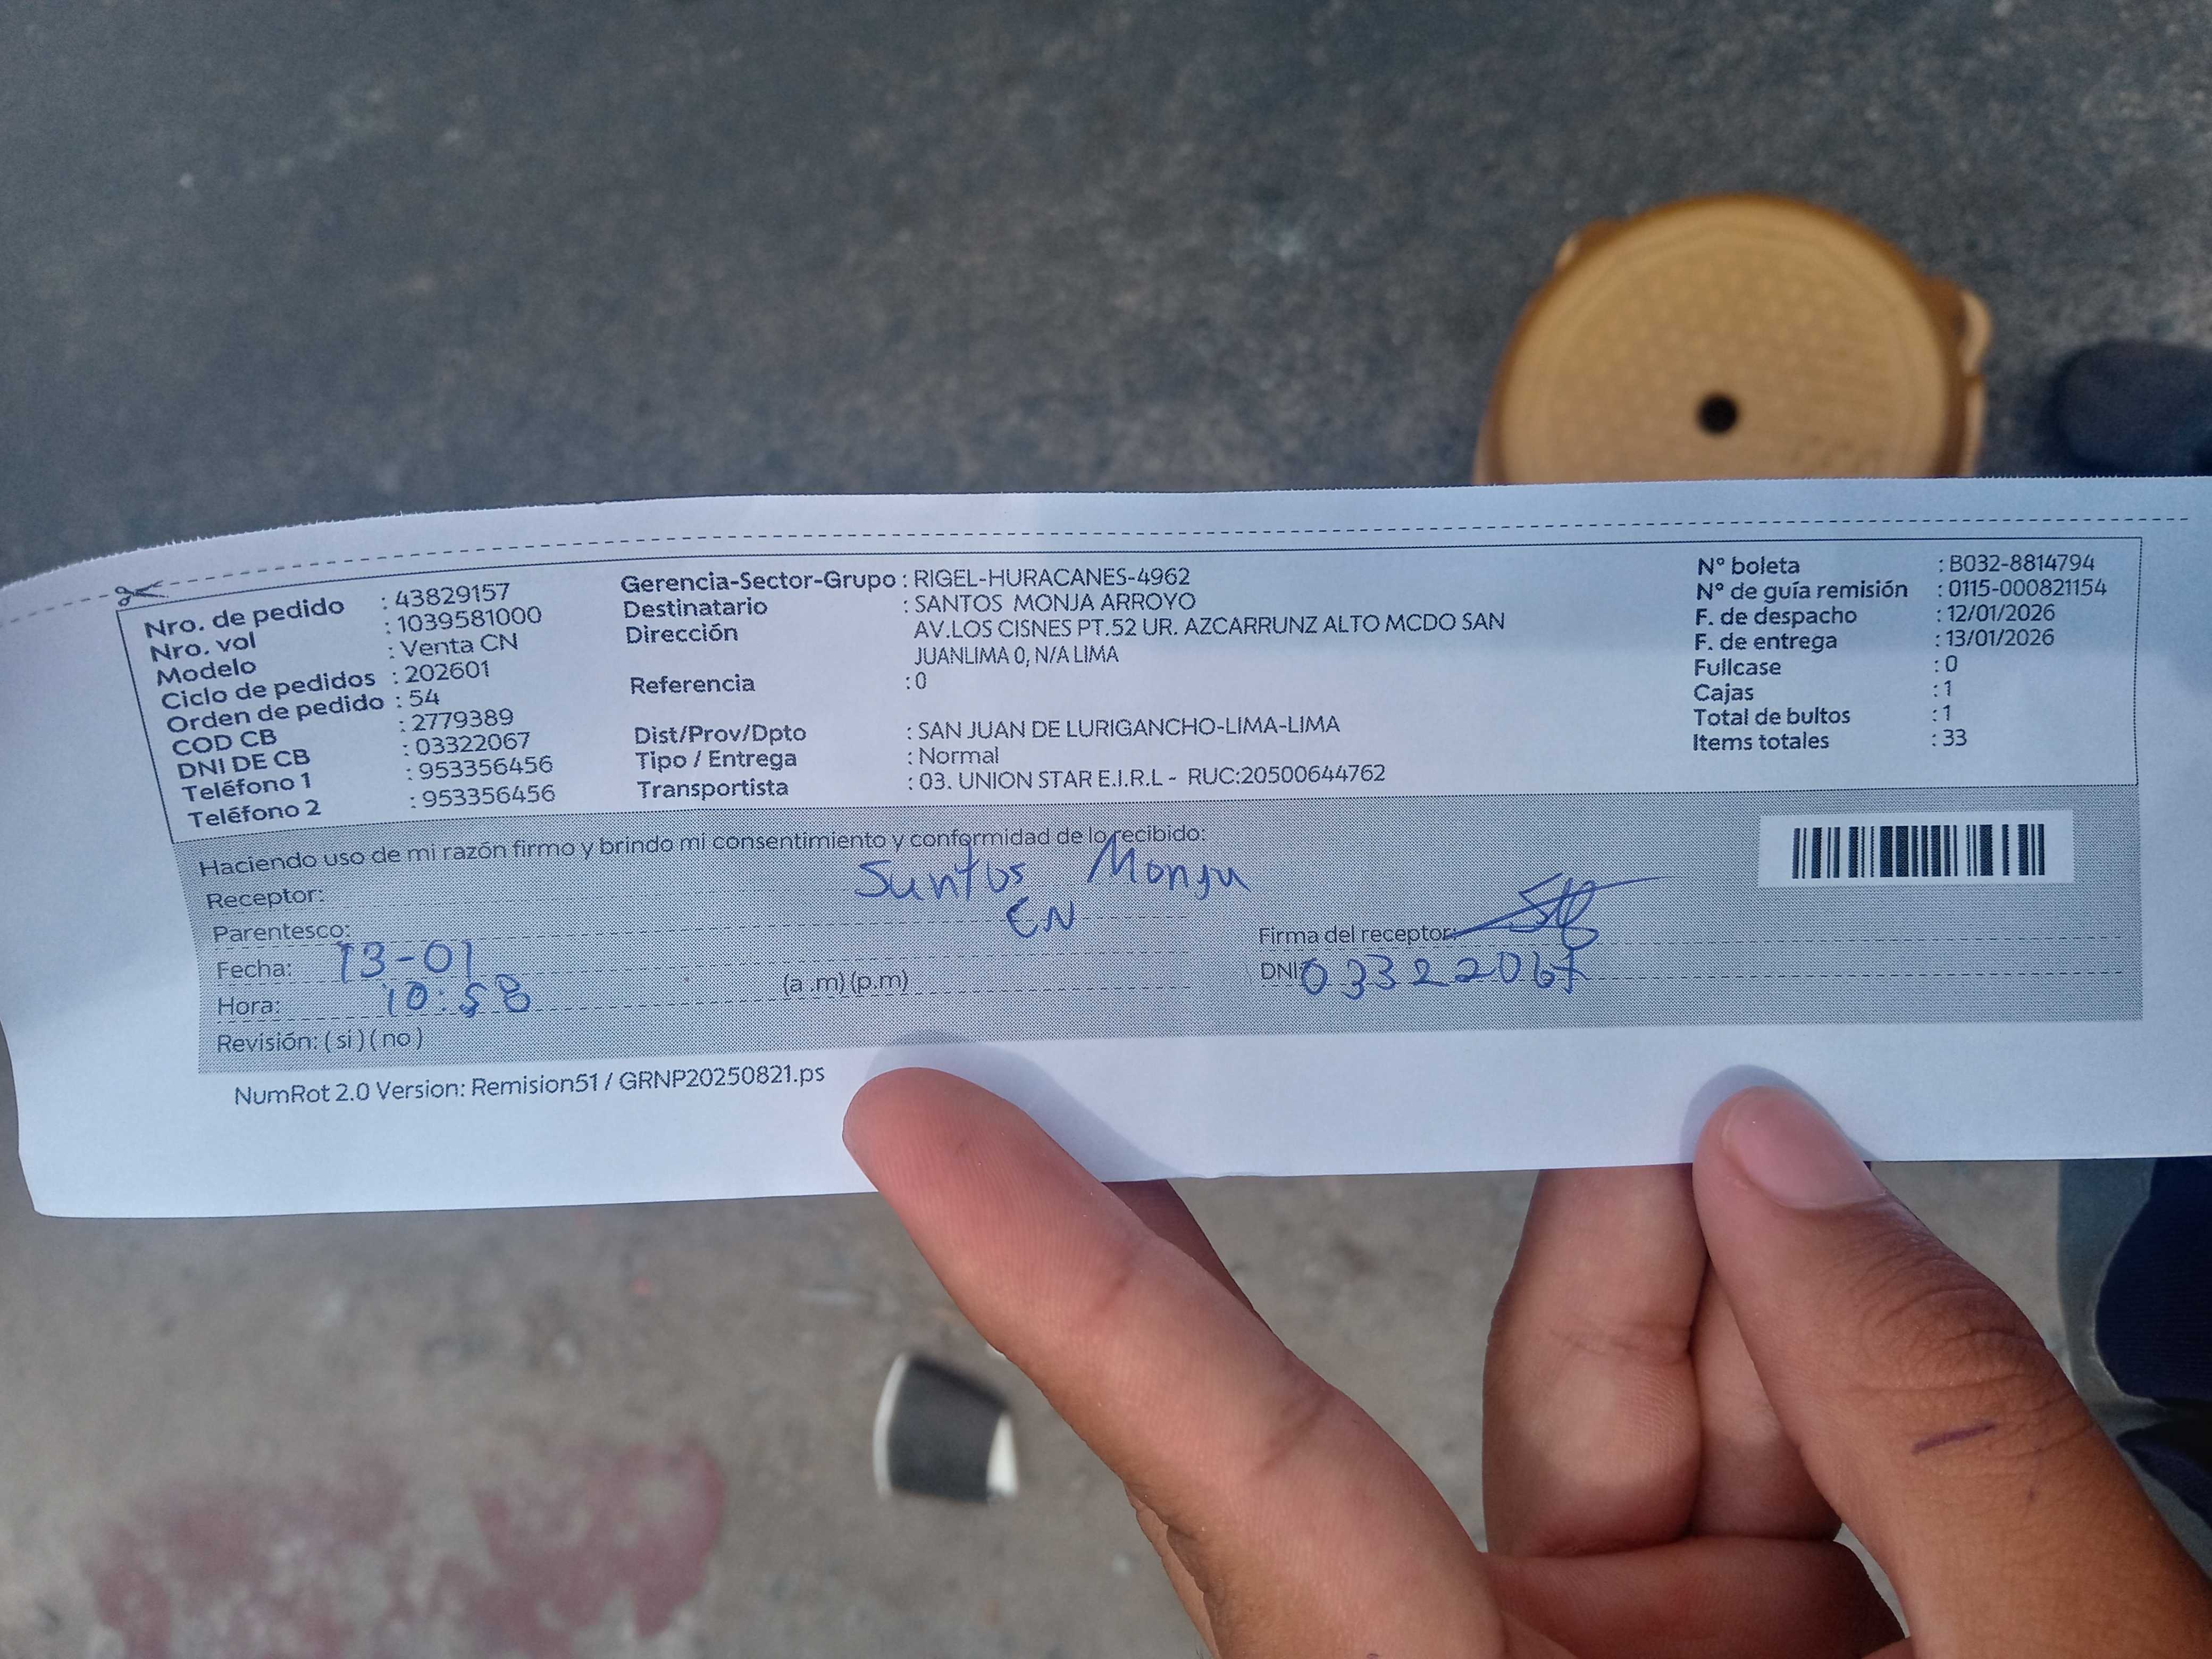 Nro. de pedido : 43829157
Nro. vol : 1039581000
Modelo : Venta CN
Ciclo de pedidos : 202601
Orden de pedido : 54
COD CB : 2779389
DNI DE CB : 03322067
Teléfono 1 : 953356456
Teléfono 2 : 953356456
Gerencia-Sector-Grupo : RIGEL-HURACANES-4962
Destinatario : SANTOS MONJA ARROYO
Dirección AV.LOS CISNES PT.52 UR. AZCARRUNZ ALTO MCDO SAN
JUANLIMA 0, N/A LIMA
Referencia : 0
Dist/Prov/Dpto : SAN JUAN DE LURIGANCHO-LIMA-LIMA
Tipo / Entrega : Normal
Transportista : 03. UNION STAR E.I.R.L - RUC:20500644762
N° boleta : B032-8814794
N° de guía remisión : 0115-000821154
F. de despacho : 12/01/2026
F. de entrega : 13/01/2026
Fullcase : 0
Cajas : 1
Total de bultos : 1
Items totales : 33
Haciendo uso de mi razón firmo y brindo mi consentimiento y conformidad de lo recibido:
Receptor: Santos Monja
Parentesco: CN
Fecha: 13-01
Hora: 10:58 (a .m) (p.m)
Revisión: ( si ) ( no )
Firma del receptor:
DNI: 03322067
NumRot 2.0 Version: Remision51 / GRNP20250821.ps